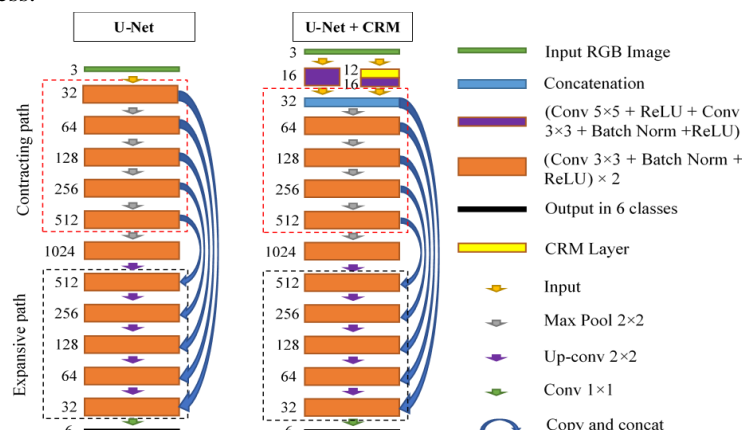 U-Net
U-Net + CRM
3
32
64
128
256
512
1024
512
256
128
64
32
Contracting path
Expansive path
3
16
12
16
32
64
128
256
512
1024
512
256
128
64
32
Input RGB Image
Concatenation
(Conv 5×5 + ReLU + Conv
3×3 + Batch Norm +ReLU)
(Conv 3×3 + Batch Norm +
ReLU) × 2
Output in 6 classes
CRM Layer
Input
Max Pool 2×2
Up-conv 2×2
Conv 1×1
Copy and concat